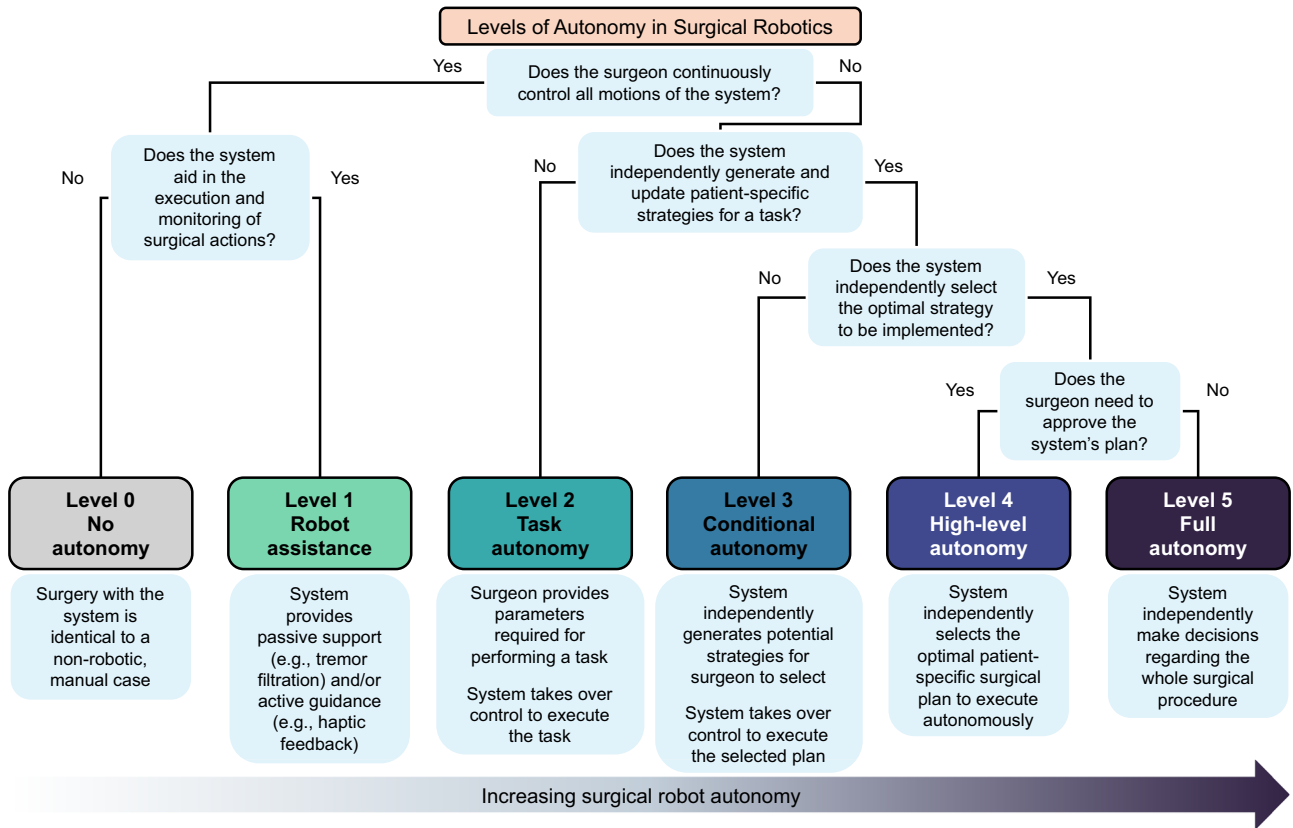 Levels of Autonomy in Surgical Robotics
Yes
Does the surgeon continuously
control all motions of the system?
No
No
Does the system
aid in the
execution and
monitoring of
surgical actions?
Yes
No
Does the system
independently generate and
update patient-specific
strategies for a task?
Yes
No
Does the system
independently select
the optimal strategy
to be implemented?
Yes
Yes
Does the
surgeon need to
approve the
system's plan?
No
Level 0
No
autonomy
Surgery with the
system is
identical to a
non-robotic,
manual case
Level 1
Robot
assistance
System
provides
passive support
(e.g., tremor
filtration) and/or
active guidance
(e.g., haptic
feedback)
Level 2
Task
autonomy
Surgeon provides
parameters
required for
performing a task
System takes over
control to execute
the task
Level 3
Conditional
autonomy
System
independently
generates potential
strategies for
surgeon to select
System takes over
control to execute
the selected plan
Level 4
High-level
autonomy
System
independently
selects the
optimal patient-
specific surgical
plan to execute
autonomously
Level 5
Full
autonomy
System
independently
make decisions
regarding the
whole surgical
procedure
Increasing surgical robot autonomy